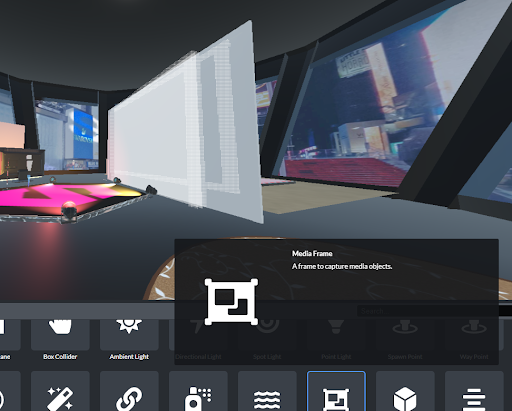 Media Frame
A frame to capture media objects.
ane
Box Collider
Ambient Light
Directional Light
Spot Light
Point Light
Spawn Point
Way Point